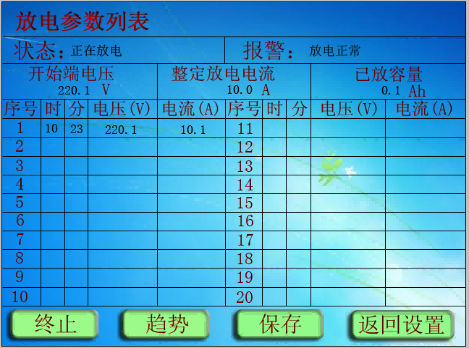 放电参数列表
状态：正在放电 报警：放电正常
开始端电压 整定放电电流 已放容量
220.1 V 10.0 A 0.1 Ah
序号 时 分 电压(V) 电流(A) 序号 时 分 电压(V) 电流(A)
1 10 23 220.1 10.1 11
2 12
3 13
4 14
5 15
6 16
7 17
8 18
9 19
10 20
终止 趋势 保存 返回设置